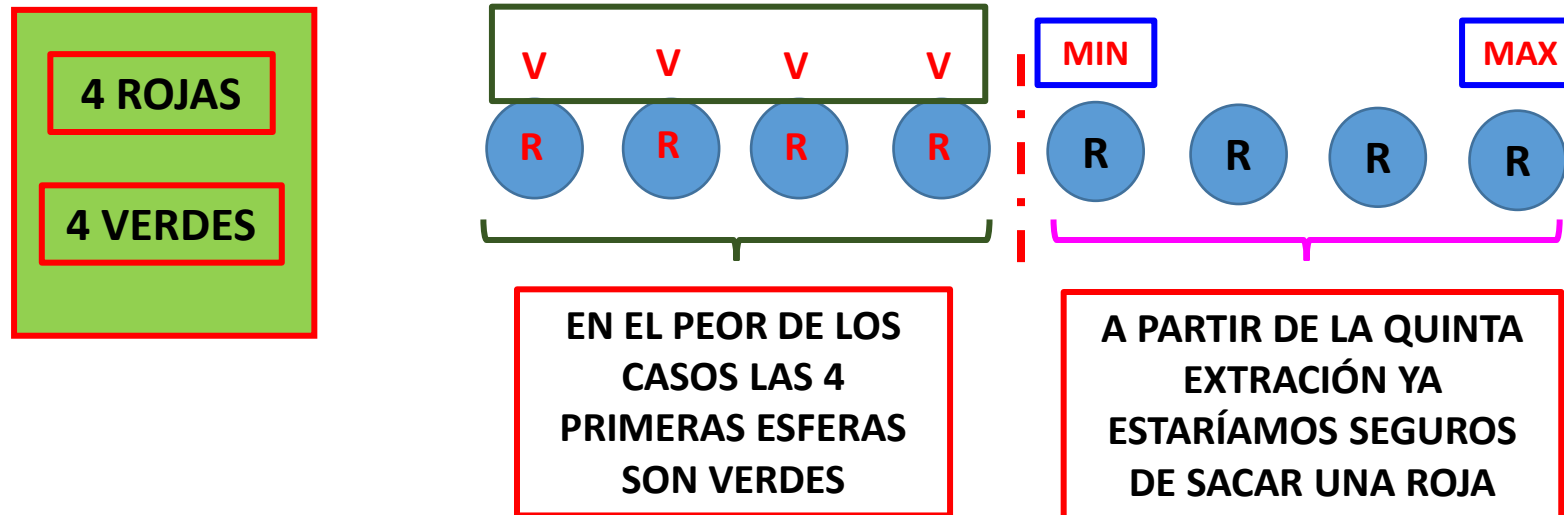 4 ROJAS
4 VERDES
V V V V
R R R R
MIN MAX
R R R R
EN EL PEOR DE LOS
CASOS LAS 4
PRIMERAS ESFERAS
SON VERDES
A PARTIR DE LA QUINTA
EXTRACIÓN YA
ESTARÍAMOS SEGUROS
DE SACAR UNA ROJA